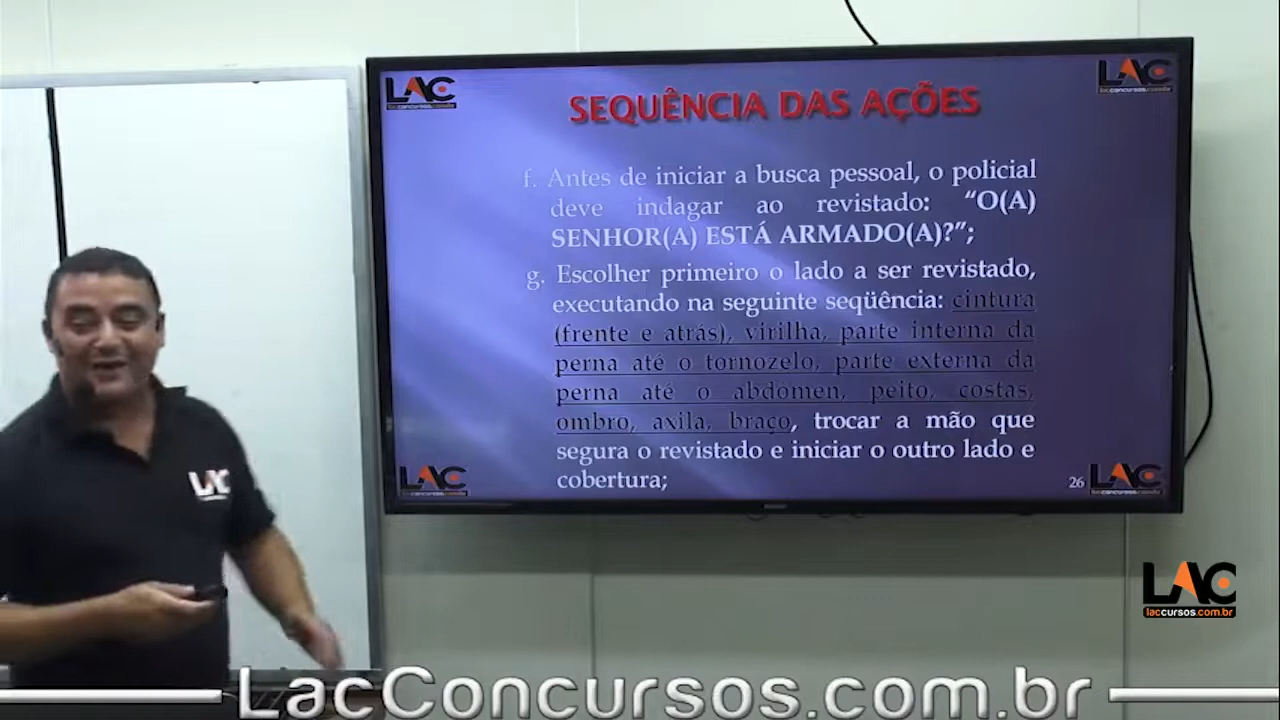 LAC
LAC
SEQUÊNCIA DAS AÇÕES
f. Antes de iniciar a busca pessoal, o policial
deve indagar ao revistado: “O(A)
SENHOR(A) ESTÁ ARMADO(A)?”;
g. Escolher primeiro o lado a ser revistado,
executando na seguinte seqüência: cintura
(frente e atrás), virilha, parte interna da
perna até o tornozelo, parte externa da
perna até o abdômen, peito, costas,
ombro, axila, braço, trocar a mão que
segura o revistado e iniciar o outro lado e
cobertura;
LAC
26
LAC
LAC
LAC
laccursos.com.br
LacConcursos.com.br